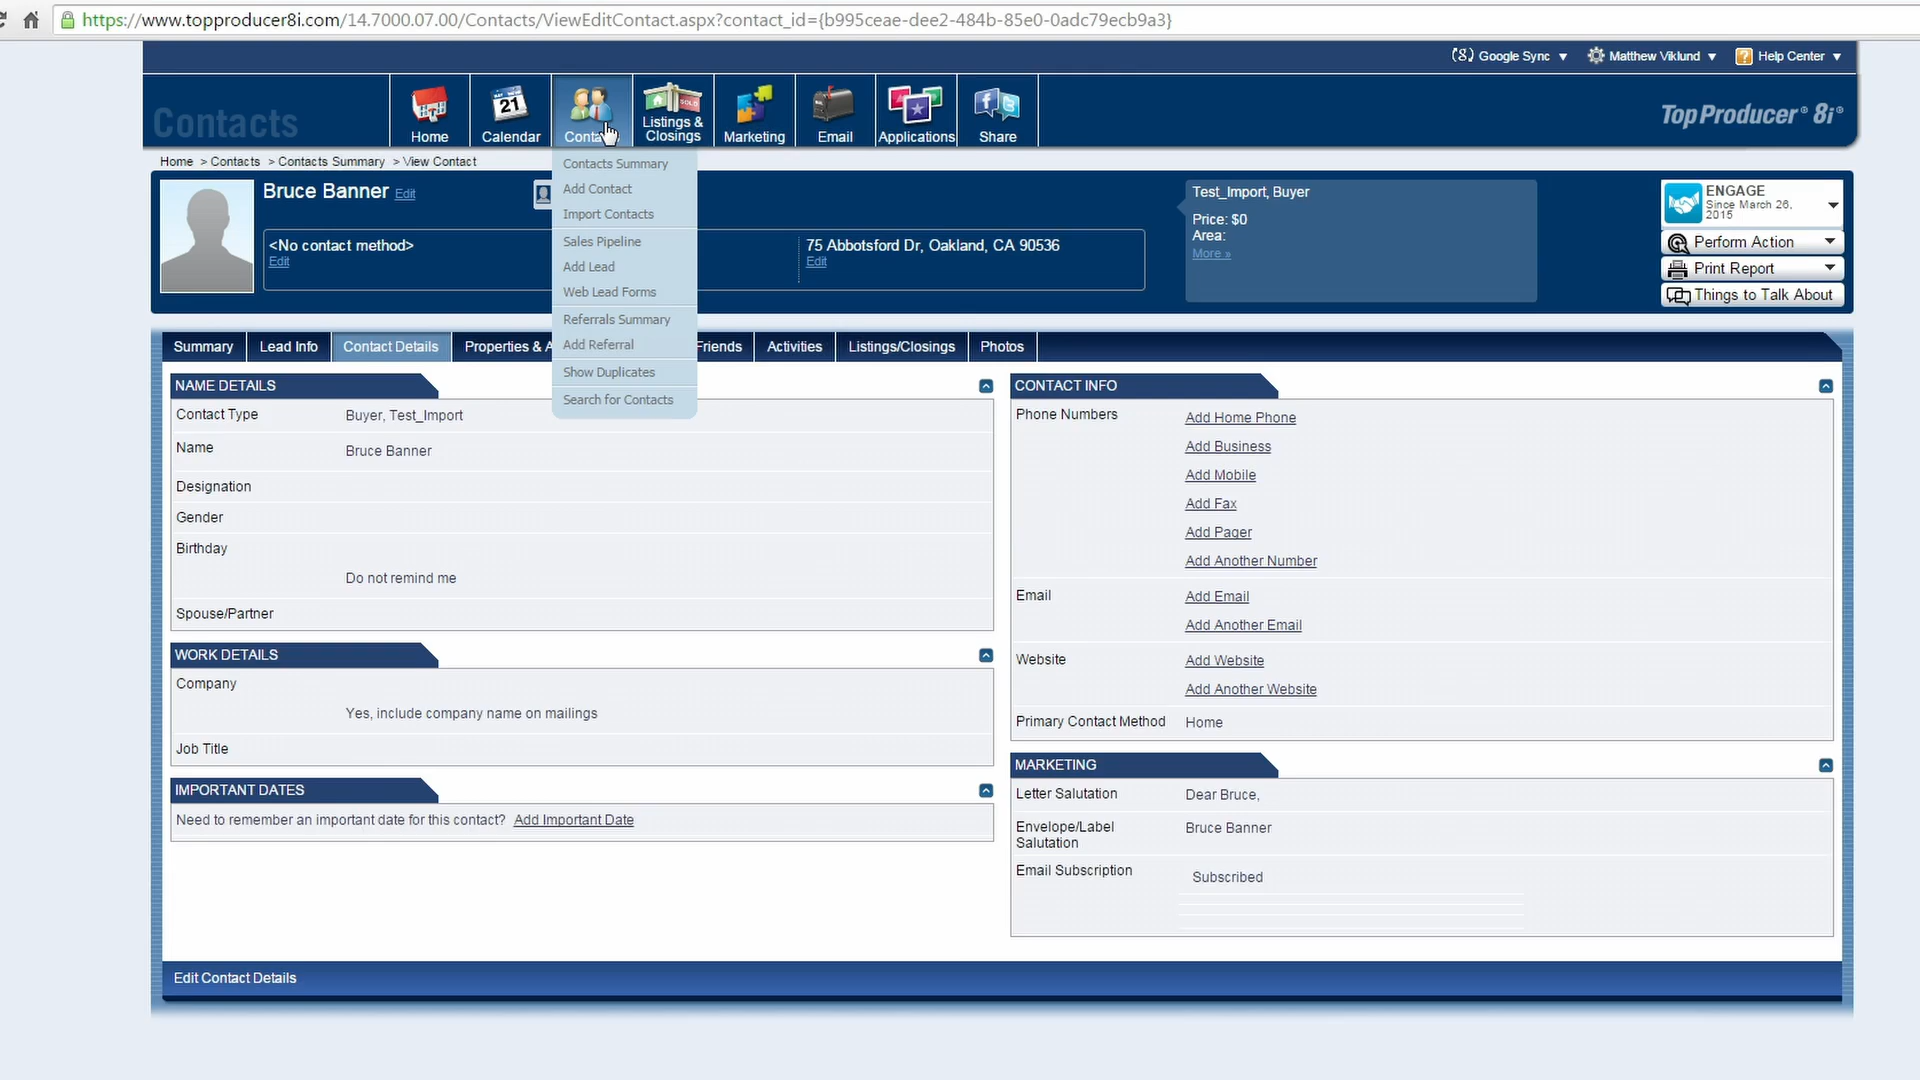 https://www.topproducer8i.com/14.7000.07.00/Contacts/ViewEditContact.aspx?contact_id={b995ceae-dee2-484b-85e0-0adc79ecb9a3}
Google Sync
Matthew Viklund
Help Center
Contacts
Home
21
Calendar
SOLD
Listings &
Closings
Marketing
Email
Applications
Share
Top Producer® 8i®
Home > Contacts > Contacts Summary > View Contact
Contacts Summary
Add Contact
Import Contacts
Sales Pipeline
Add Lead
Web Lead Forms
Referrals Summary
Add Referral
Show Duplicates
Search for Contacts
Bruce Banner Edit
<No contact method>
Edit
75 Abbotsford Dr, Oakland, CA 90536
Edit
Test_Import, Buyer
Price: $0
Area:
More »
ENGAGE
Since March 26,
2015
Perform Action
Print Report
Things to Talk About
Summary
Lead Info
Contact Details
Properties &
Friends
Activities
Listings/Closings
Photos
NAME DETAILS
Contact Type Buyer, Test_Import
Name Bruce Banner
Designation
Gender
Birthday
Do not remind me
Spouse/Partner
WORK DETAILS
Company
Yes, include company name on mailings
Job Title
IMPORTANT DATES
Need to remember an important date for this contact? Add Important Date
CONTACT INFO
Phone Numbers Add Home Phone
Add Business
Add Mobile
Add Fax
Add Pager
Add Another Number
Email Add Email
Add Another Email
Website Add Website
Add Another Website
Primary Contact Method Home
MARKETING
Letter Salutation Dear Bruce,
Envelope/Label
Salutation
Bruce Banner
Email Subscription Subscribed
Edit Contact Details